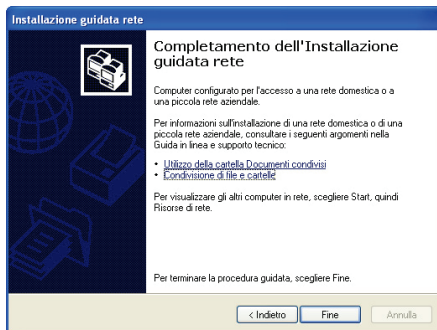 Installazione guidata rete
Completamento dell'Installazione
guidata rete
Computer configurato per l'accesso a una rete domestica o a
una piccola rete aziendale.
Per informazioni sull'installazione di una rete domestica o di una
piccola rete aziendale, consultare i seguenti argomenti nella
Guida in linea e supporto tecnico:
• Utilizzo della cartella Documenti condivisi
• Condivisione di file e cartelle
Per visualizzare gli altri computer in rete, scegliere Start, quindi
Risorse di rete.
Per terminare la procedura guidata, scegliere Fine.
< Indietro Fine Annulla